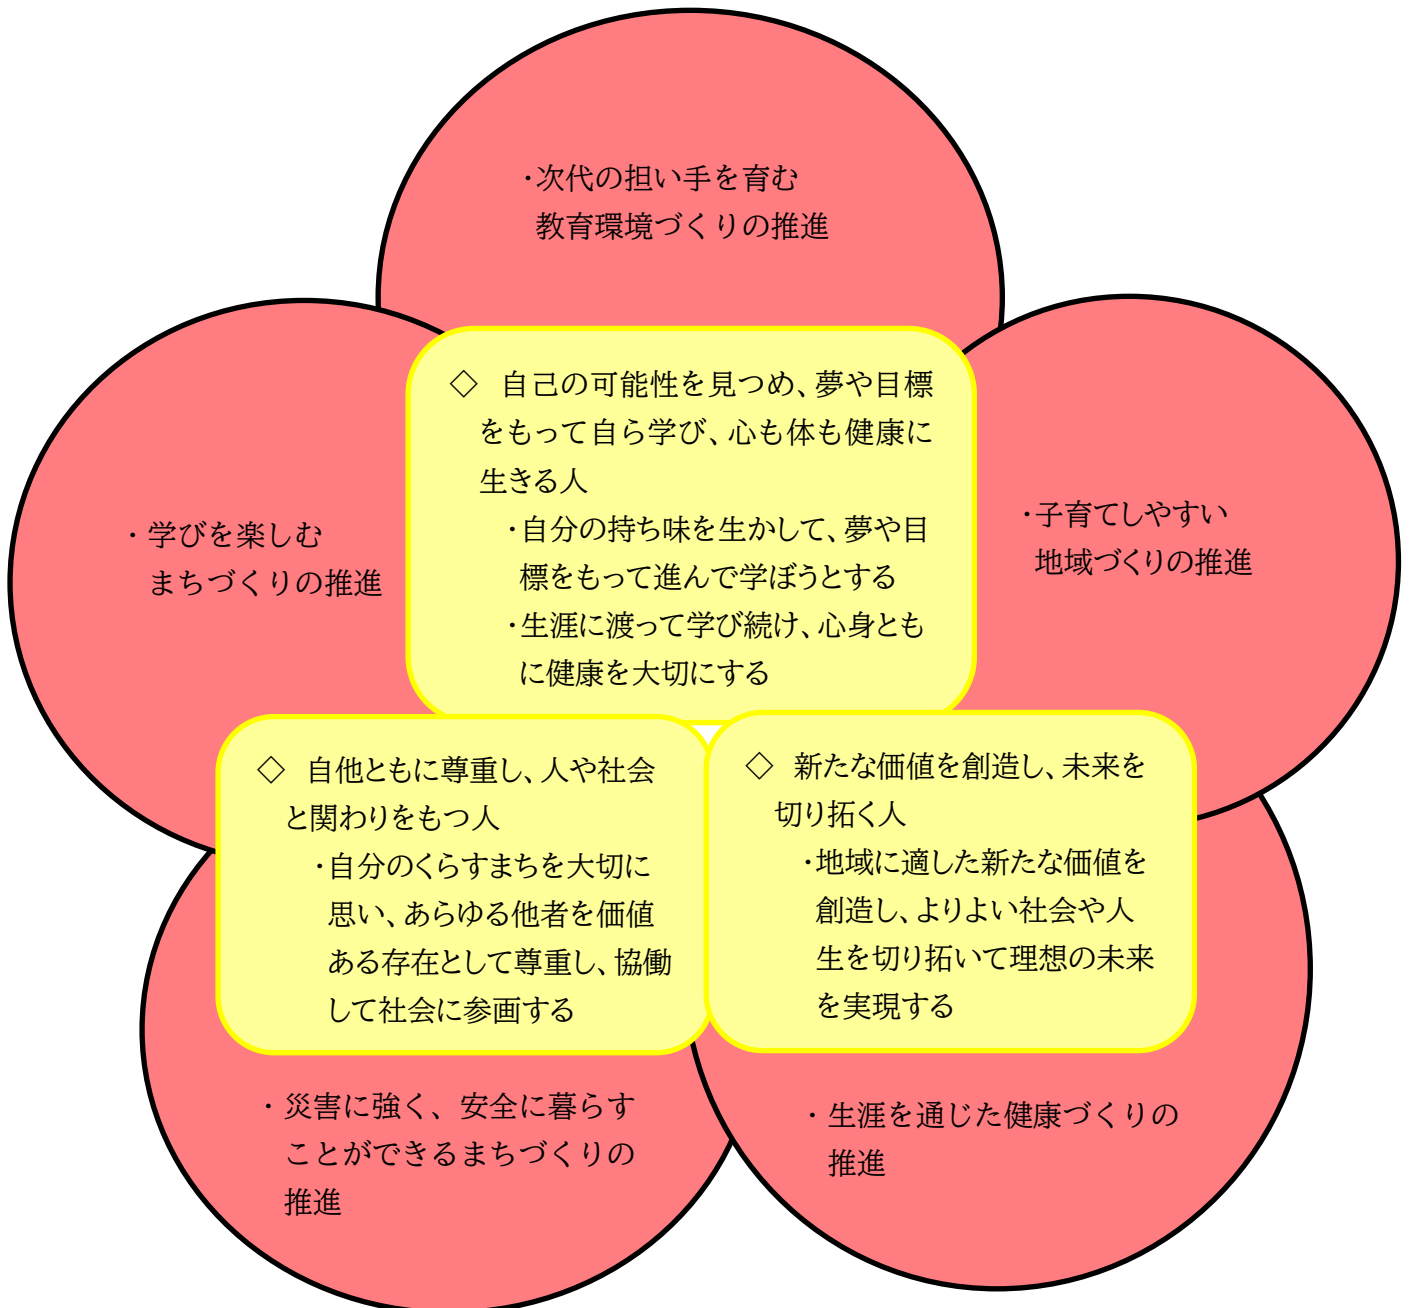 ・次代の担い手を育む
教育環境づくりの推進
◇ 自己の可能性を見つめ、夢や目標
をもって自ら学び、心も体も健康に
生きる人
・自分の持ち味を生かして、夢や目
標をもって進んで学ぼうとする
・生涯に渡って学び続け、心身とも
に健康を大切にする
・学びを楽しむ
まちづくりの推進
・子育てしやすい
地域づくりの推進
◇ 自他ともに尊重し、人や社会
と関わりをもつ人
・自分のくらすまちを大切に
思い、あらゆる他者を価値
ある存在として尊重し、協働
して社会に参画する
◇ 新たな価値を創造し、未来を
切り拓く人
・地域に適した新たな価値を
創造し、よりよい社会や人
生を切り拓いて理想の未来
を実現する
・災害に強く、安全に暮らす
ことができるまちづくりの
推進
・生涯を通じた健康づくりの
推進